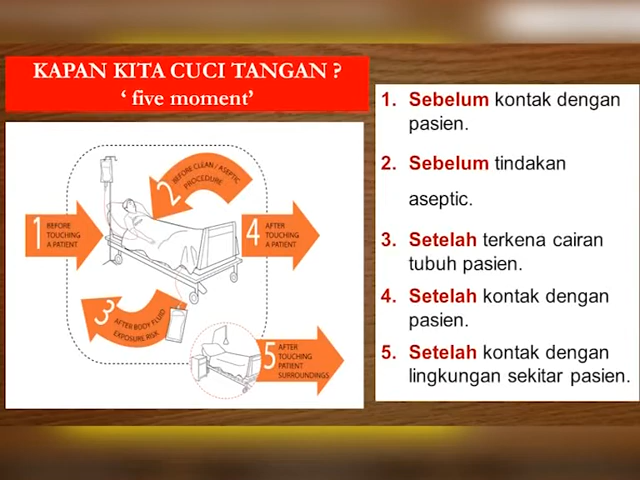 KAPAN KITA CUCI TANGAN ?
‘ five moment’
1 BEFORE
TOUCHING
A PATIENT
2 BEFORE CLEAN / ASEPTIC
PROCEDURE
3 AFTER BODY FLUID
EXPOSURE RISK
4 AFTER
TOUCHING
A PATIENT
5 AFTER
TOUCHING
PATIENT
SURROUNDINGS
1. Sebelum kontak dengan
pasien.
2. Sebelum tindakan
aseptic.
3. Setelah terkena cairan
tubuh pasien.
4. Setelah kontak dengan
pasien.
5. Setelah kontak dengan
lingkungan sekitar pasien.